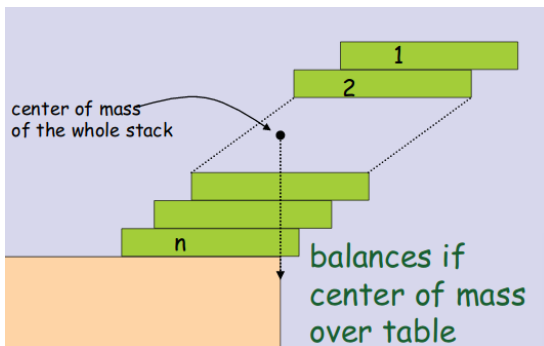 1
2
center of mass
of the whole stack
n
balances if
center of mass
over table